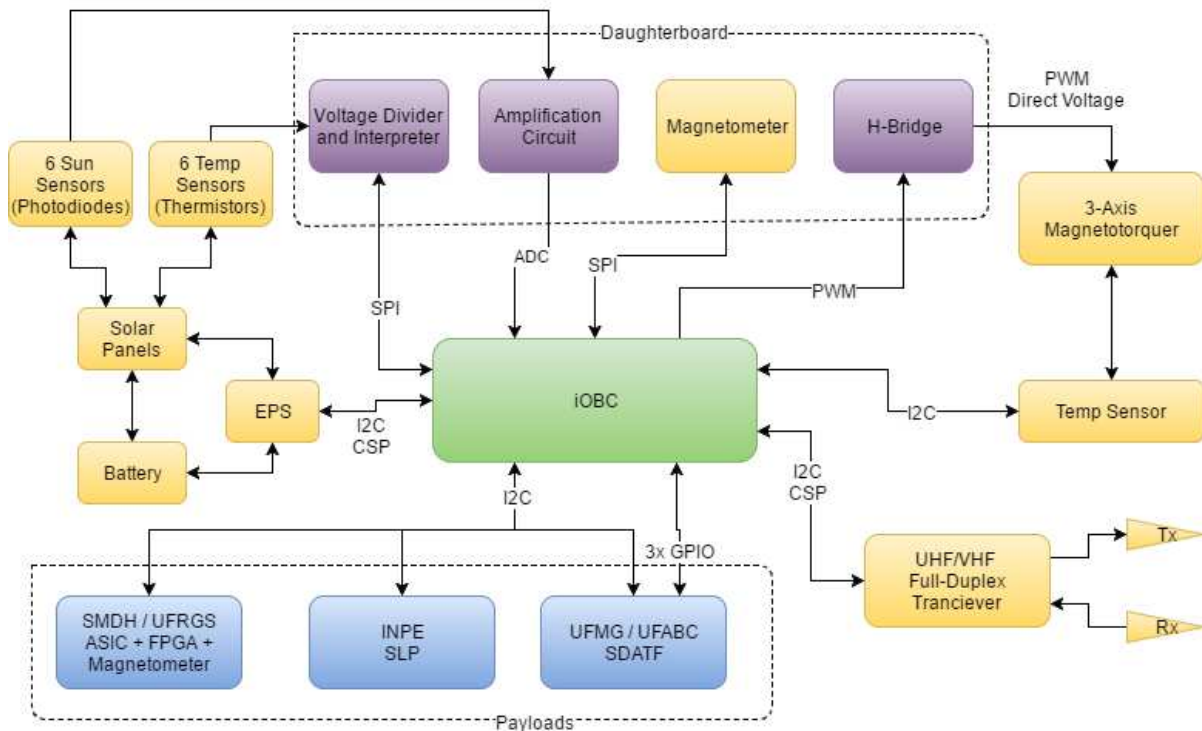 Daughterboard
PWM
Direct Voltage
Voltage Divider
and Interpreter
Amplification
Circuit
Magnetometer
H-Bridge
6 Sun
Sensors
(Photodiodes)
6 Temp
Sensors
(Thermistors)
3-Axis
Magnetotorquer
ADC
SPI
PWM
SPI
Solar
Panels
iOBC
EPS
I2C
CSP
I2C
Temp Sensor
Battery
I2C
I2C
CSP
3x GPIO
UHF/VHF
Full-Duplex
Tranciever
Tx
Rx
SMDH / UFRGS
ASIC + FPGA +
Magnetometer
INPE
SLP
UFMG / UFABC
SDATF
Payloads